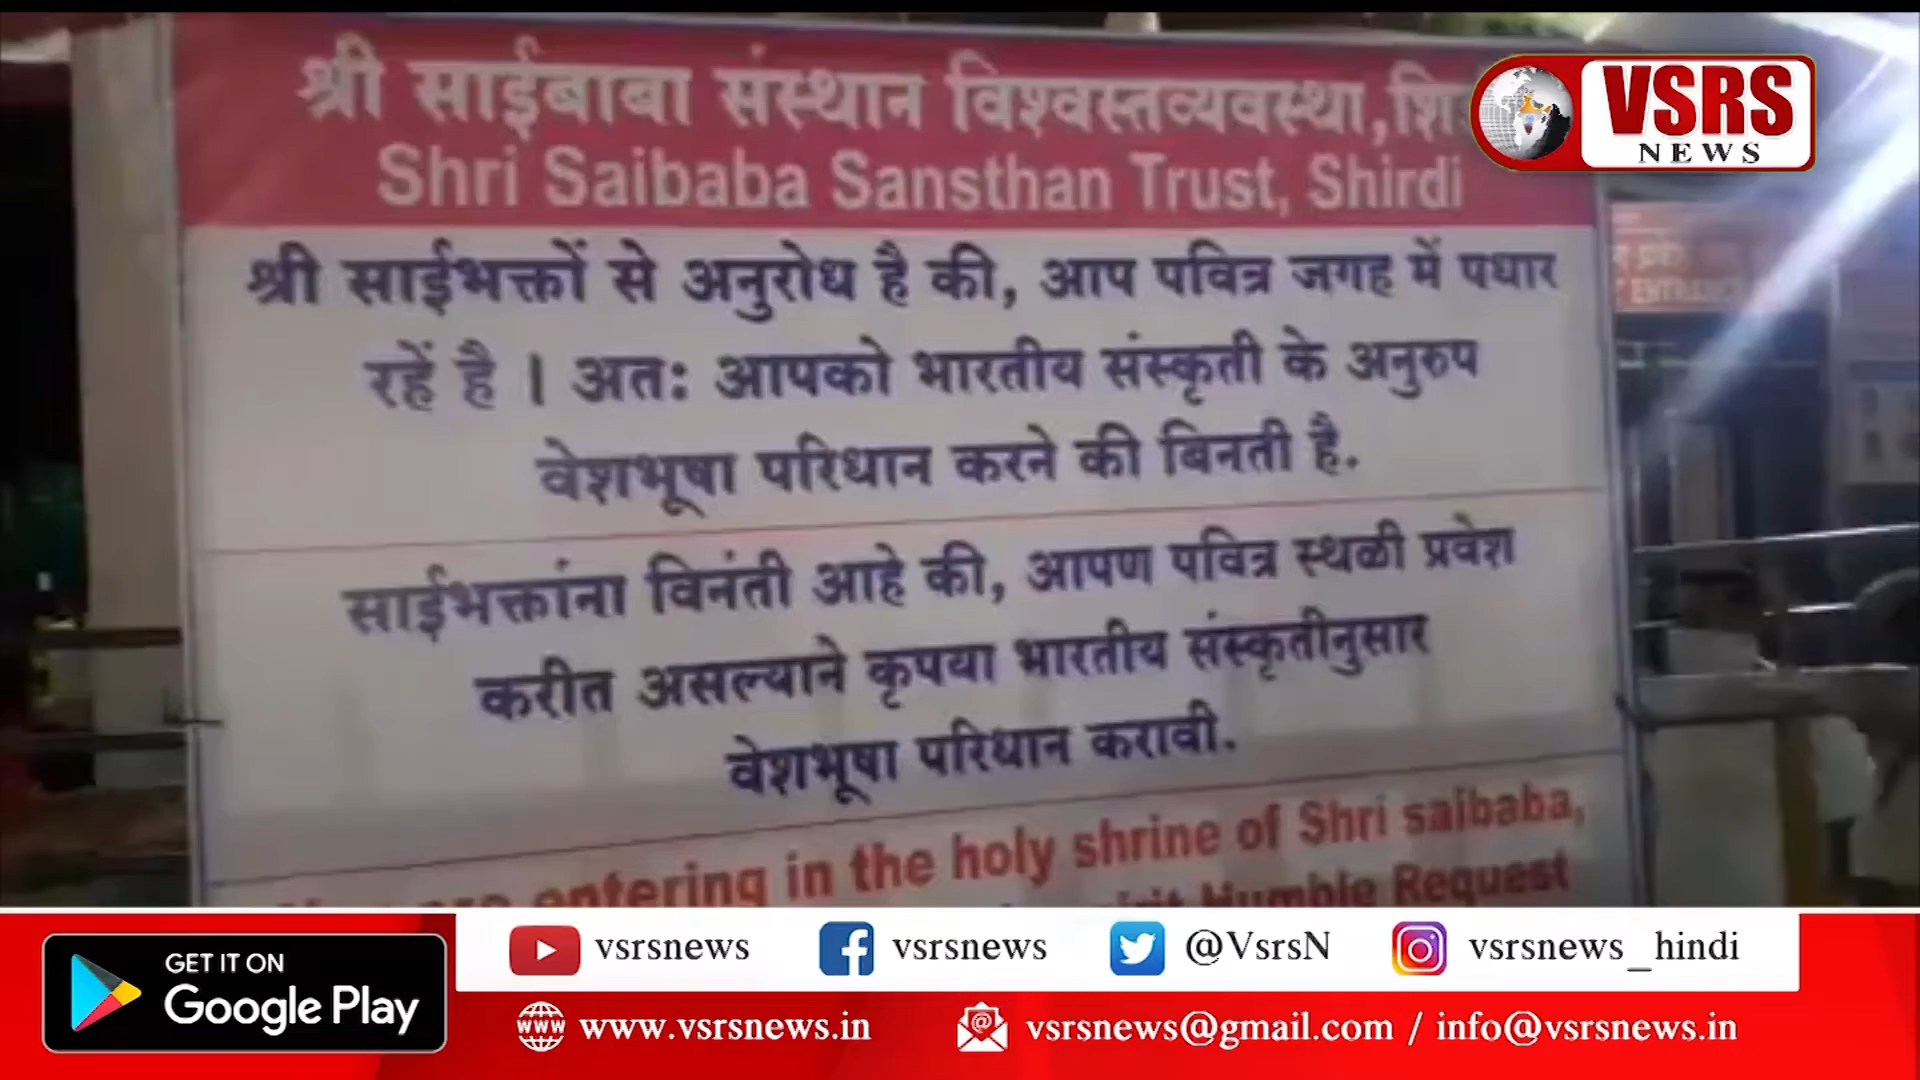 श्री साईबाबा संस्थान विश्वस्तव्यवस्था,
Shri Saibaba Sansthan Trust, Shirdi
VSRS
NEWS
श्री साईभक्तों से अनुरोध है की, आप पवित्र जगह में पधार
रहें है । अतः आपको भारतीय संस्कृती के अनुरुप
वेशभूषा परिधान करने की बिनती है.
साईभक्तांना विनंती आहे की, आपण पवित्र स्थळी प्रवेश
करीत असल्याने कृपया भारतीय संस्कृतीनुसार
वेशभूषा परिधान करावी.
entering in the holy shrine of Shri saibaba,
Humble Request
ENTRANCE
GET IT ON
Google Play
vsrsnews
vsrsnews
@VsrsN
vsrsnews_hindi
www.vsrsnews.in
vsrsnews@gmail.com / info@vsrsnews.in